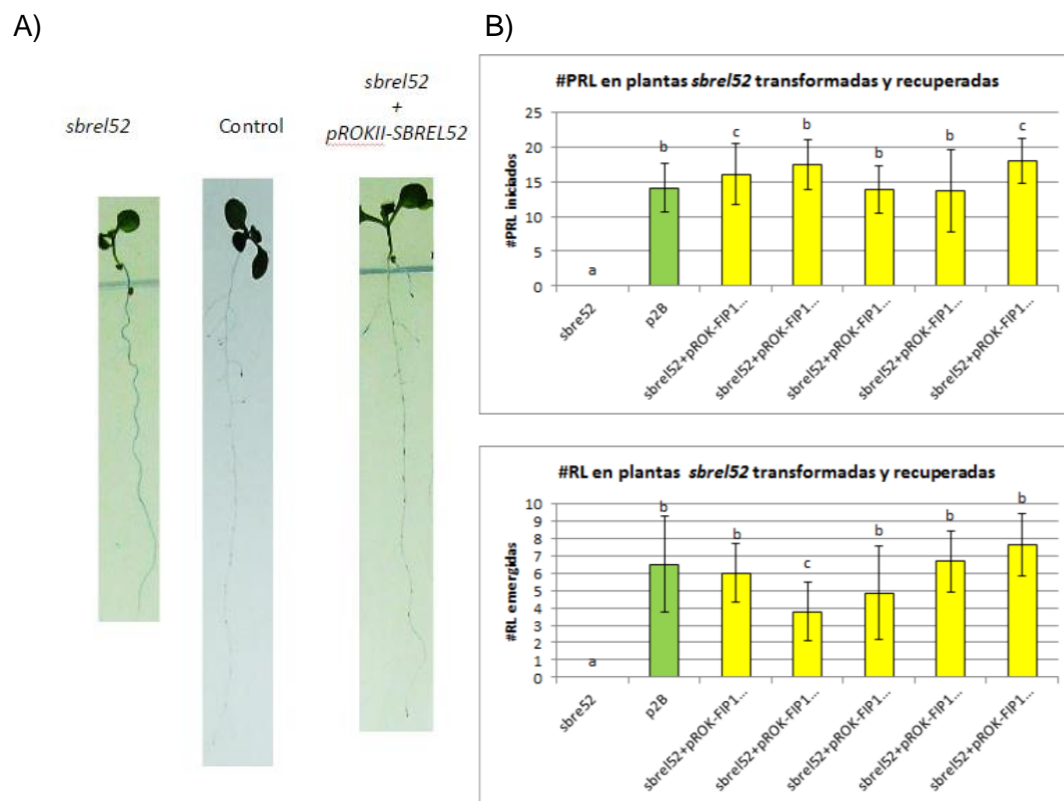 A)
B)
sbrel52
Control
sbrel52
+
pROKII-SBREL52
#PRL en plantas sbrel52 transformadas y recuperadas
#PRL iniciados
25
20
15
10
5
0
a
b
c
b
b
b
c
sbre52
p2B
sbrel52+pROK-FIP1...
sbrel52+pROK-FIP1...
sbrel52+pROK-FIP1...
sbrel52+pROK-FIP1...
sbrel52+pROK-FIP1...
#RL en plantas sbrel52 transformadas y recuperadas
#RL emergidas
10
9
8
7
6
5
4
3
2
1
0
a
b
b
c
b
b
b
sbre52
p2B
sbrel52+pROK-FIP1...
sbrel52+pROK-FIP1...
sbrel52+pROK-FIP1...
sbrel52+pROK-FIP1...
sbrel52+pROK-FIP1...